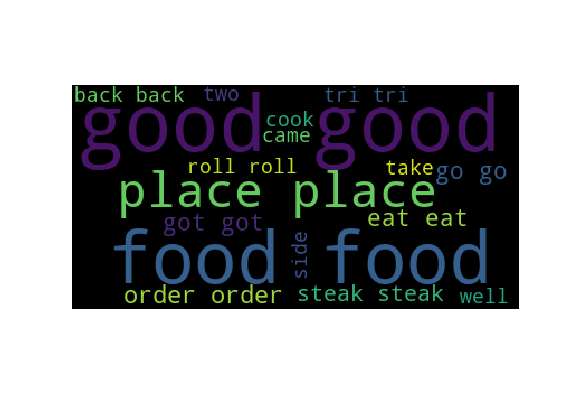 back back two tri tri
good good
cook
came
roll roll take go go
place place
got got eat eat
food food
side
order order steak steak well